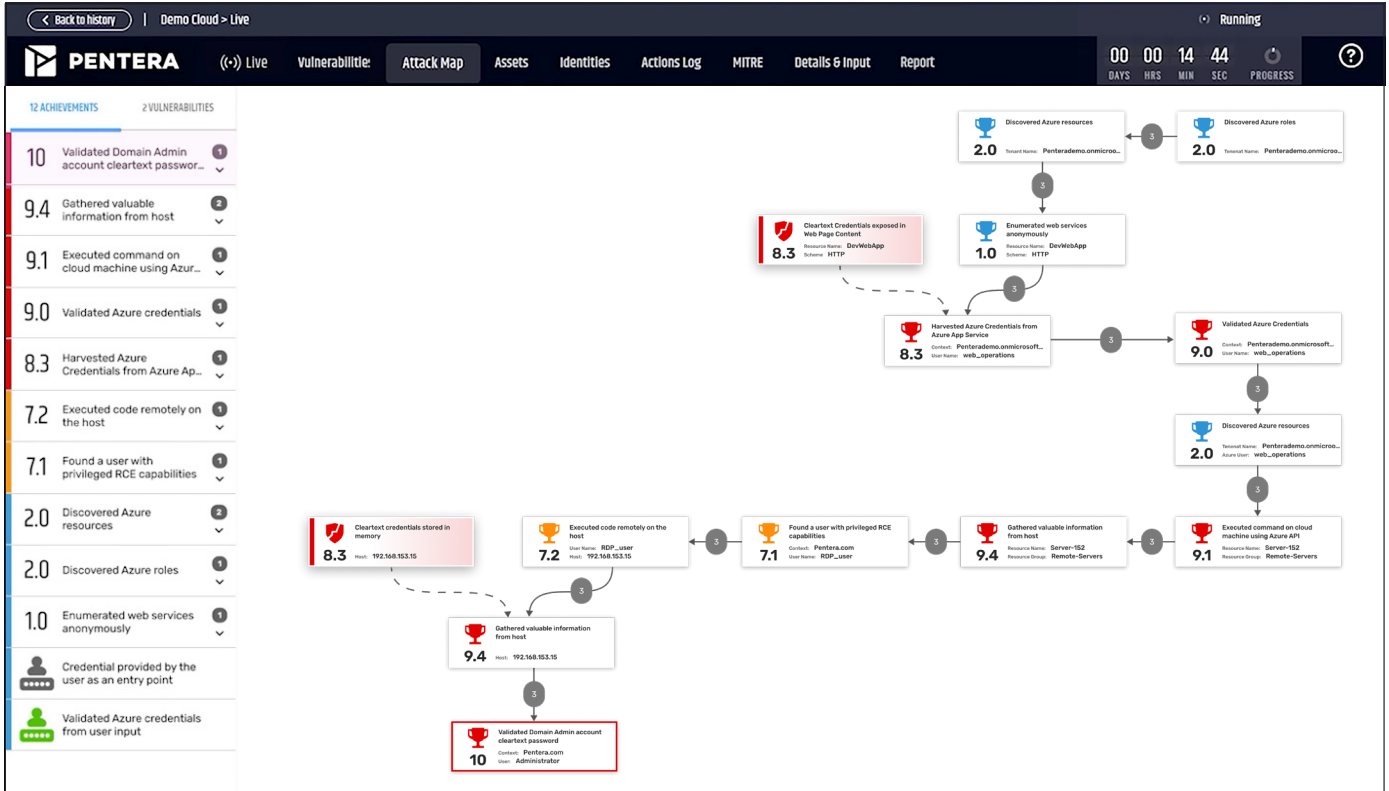 Back to history | Demo Cloud > Live
Running
PENTERA
Live
Vulnerabilitie:
Attack Map
Assets
Identities
Actions Log
MITRE
Details & Input
Report
00 00 14 44
DAYS HRS MIN SEC PROGRESS
?
12 ACHIEVEMENTS 2 VULNERABILITIES
10 Validated Domain Admin 1
account cleartext passwor...
9.4 Gathered valuable 2
information from host
9.1 Executed command on 1
cloud machine using Azur...
9.0 Validated Azure credentials 1
8.3 Harvested Azure 1
Credentials from Azure Ap...
7.2 Executed code remotely on 1
the host
7.1 Found a user with 1
privileged RCE capabilities
2.0 Discovered Azure 2
resources
2.0 Discovered Azure roles 1
1.0 Enumerated web services 1
anonymously
Credential provided by the
user as an entry point
Validated Azure credentials
from user input
Discovered Azure resources
2.0 Tenant Name: Penterademo.onmicroo...
3
Discovered Azure roles
2.0 Tenenat Name: Penterademo.onmicroo...
3
Cleartext Credentials exposed in
Web Page Content
Resource Name: DevWebApp
8.3 Scheme: HTTP
Enumerated web services
anonymously
Resource Name: DevWebApp
1.0 Scheme: HTTP
3
Harvested Azure Credentials from
Azure App Service
Context: Penterademo.onmicrosoft...
8.3 User Name: web_operations
3
Validated Azure Credentials
Context: Penterademo.onmicrosoft...
9.0 User Name: web_operations
3
Discovered Azure resources
Tenenat Name: Penterademo.onmicroo...
2.0 Azure User: web_operations
3
Cleartext credentials stored in
memory
8.3 Host: 192.168.153.15
Executed code remotely on the
host
User Name: RDP_user
7.2 Host: 192.168.153.15
3
Found a user with privileged RCE
capabilities
Context: Pentera.com
7.1 User Name: RDP_user
3
Gathered valuable information
from host
Resource Name: Server-152
9.4 Resource Group: Remote-Servers
3
Executed command on cloud
machine using Azure API
Resource Name: Server-152
9.1 Resource Group: Remote-Servers
3
Gathered valuable information
from host
9.4 Host: 192.168.153.15
3
Validated Domain Admin account
cleartext password
Context: Pentera.com
10 User: Administrator